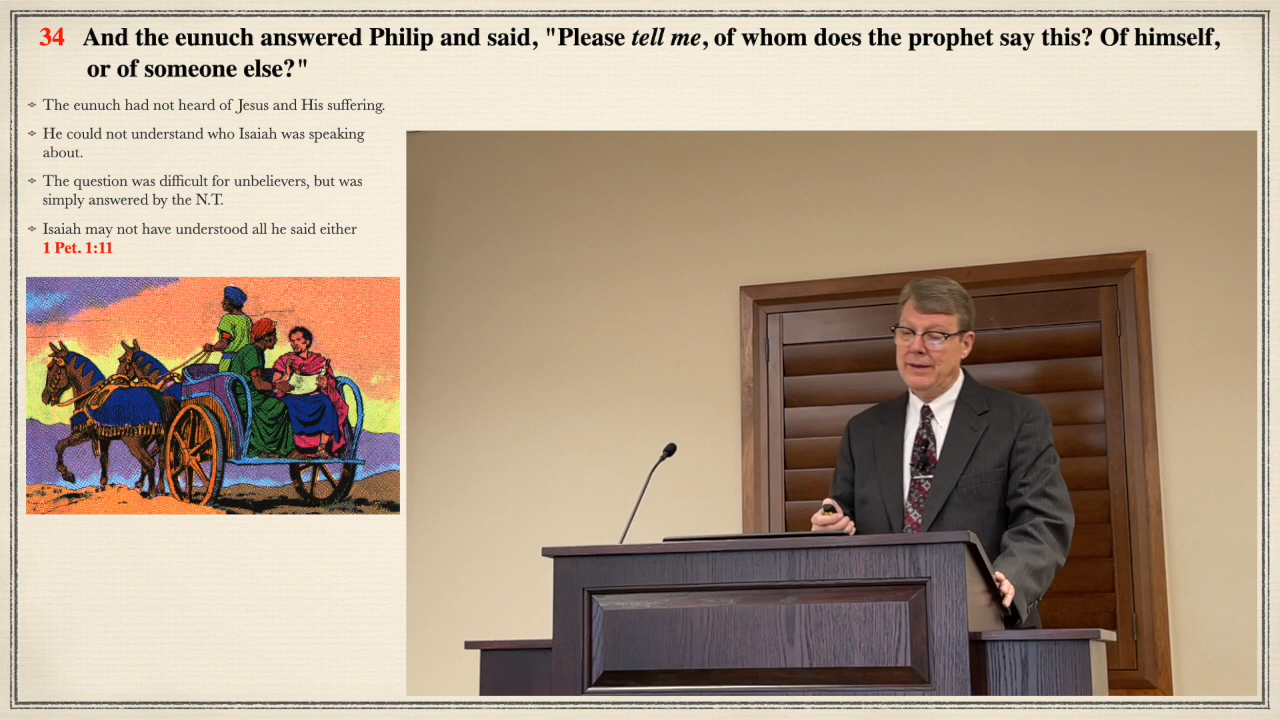 34 And the eunuch answered Philip and said, "Please tell me, of whom does the prophet say this? Of himself,
or of someone else?"
The eunuch had not heard of Jesus and His suffering.
He could not understand who Isaiah was speaking
about.
The question was difficult for unbelievers, but was
simply answered by the N.T.
Isaiah may not have understood all he said either
1 Pet. 1:11